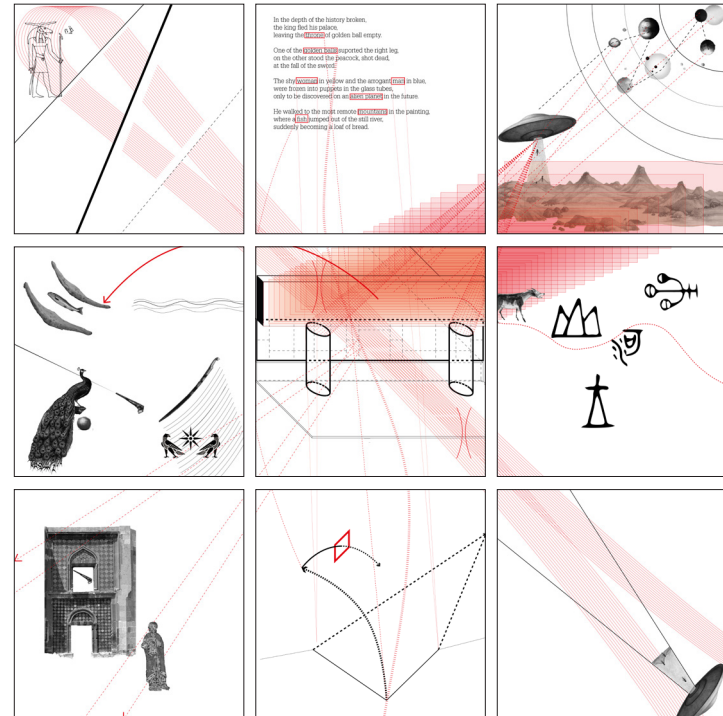 In the depth of the history broken,
the king fled his palace,
leaving the throne of golden ball empty.
One of the golden balls suported the right leg,
on the other stood the peacock, shot dead,
at the fall of the sword.
The shy woman in yellow and the arrogant man in blue,
were frozen into puppets in the glass tubes,
only to be discovered on an alien planet in the future.
He walked to the most remote mountains in the painting,
where a fish jumped out of the still river,
suddenly becoming a loaf of bread.